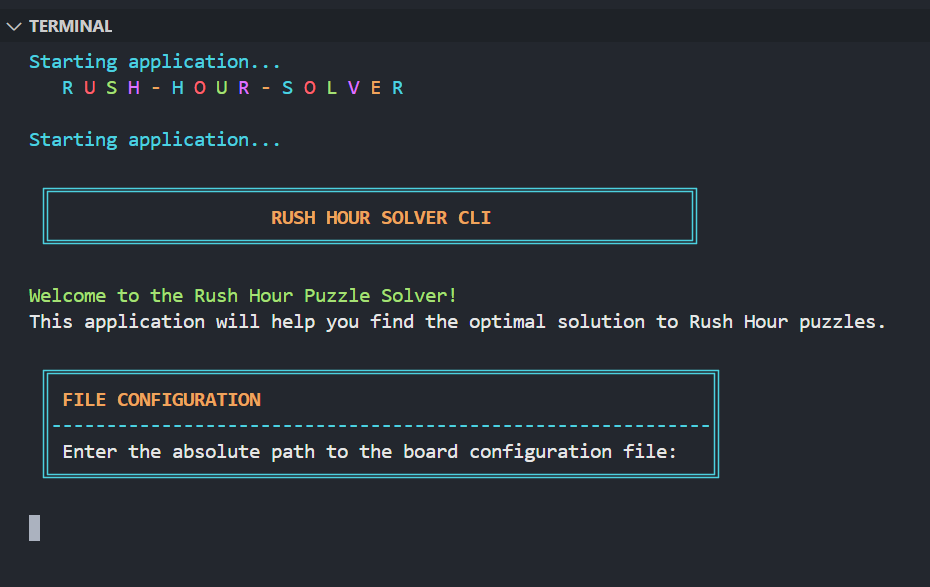 TERMINAL
Starting application...
R U S H - H O U R - S O L V E R
Starting application...
RUSH HOUR SOLVER CLI
Welcome to the Rush Hour Puzzle Solver!
This application will help you find the optimal solution to Rush Hour puzzles.
FILE CONFIGURATION
Enter the absolute path to the board configuration file: